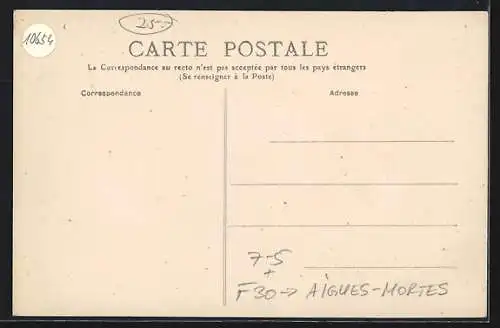 10654
25-
CARTE POSTALE
La Correspondance au recto n'est pas acceptée par tous les pays étrangers
(Se renseigner à la Poste)
Correspondance
Adresse
7-5
+
F30 → AIGUES-MORTES